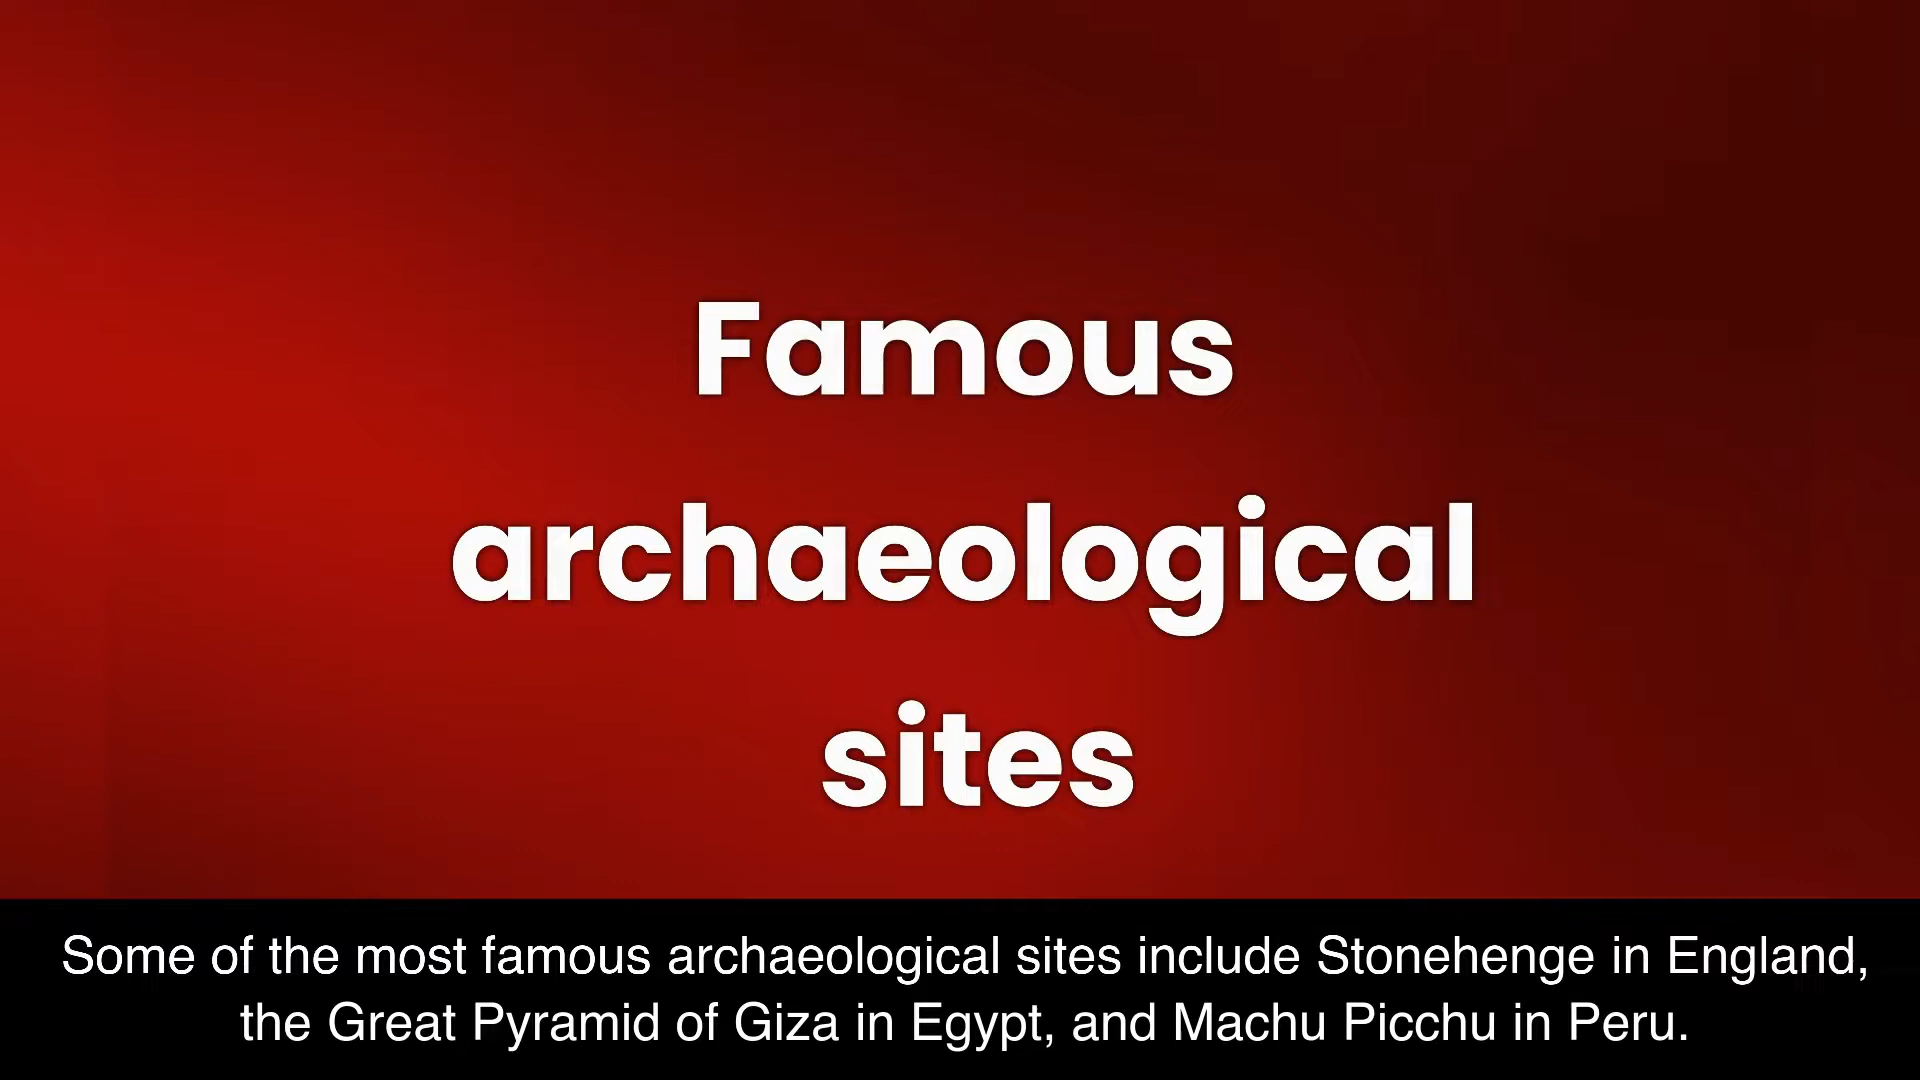 Famous
archaeological
sites
Some of the most famous archaeological sites include Stonehenge in England,
the Great Pyramid of Giza in Egypt, and Machu Picchu in Peru.